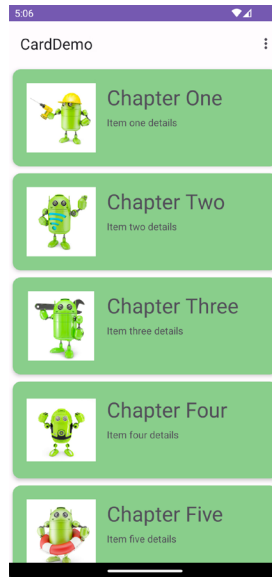 5:06
CardDemo
Chapter One
Item one details
Chapter Two
Item two details
Chapter Three
Item three details
Chapter Four
Item four details
Chapter Five
Item five details